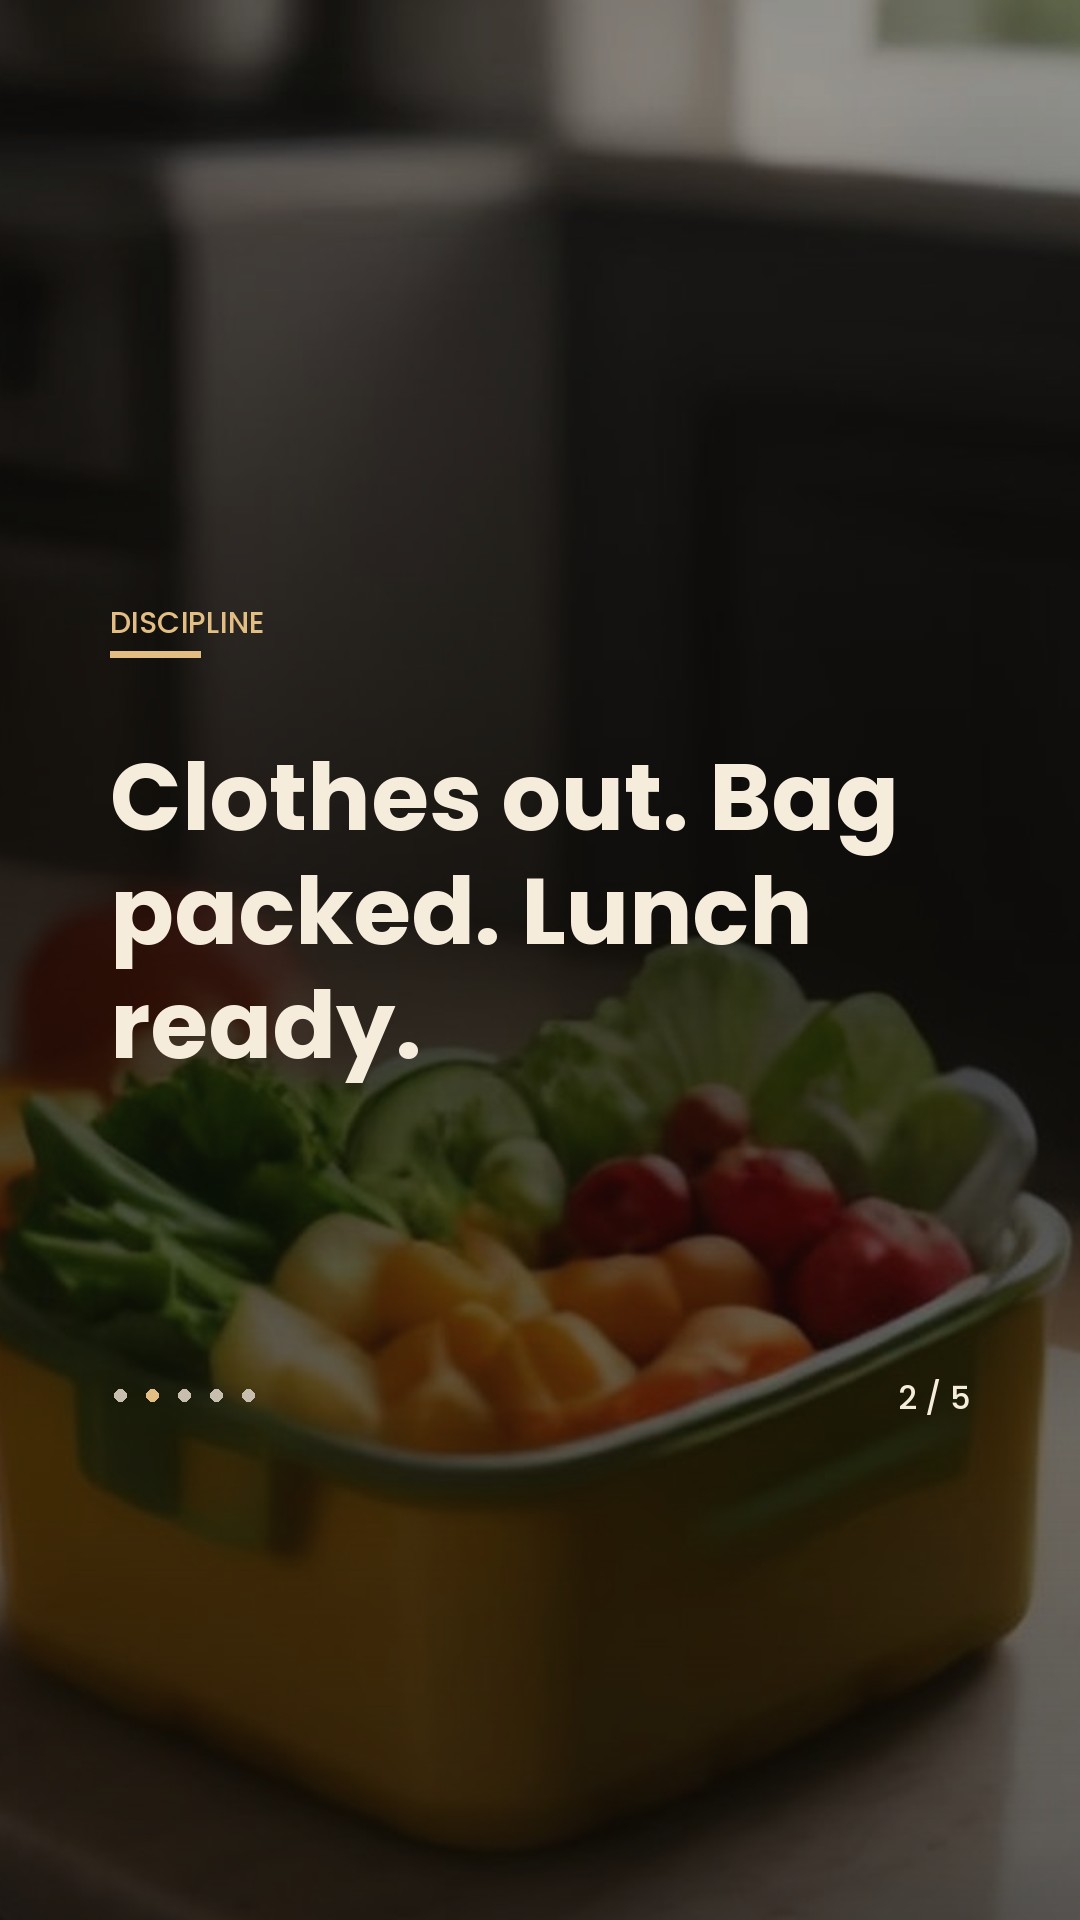 DISCIPLINE
Clothes out. Bag
packed. Lunch
ready.
2 / 5